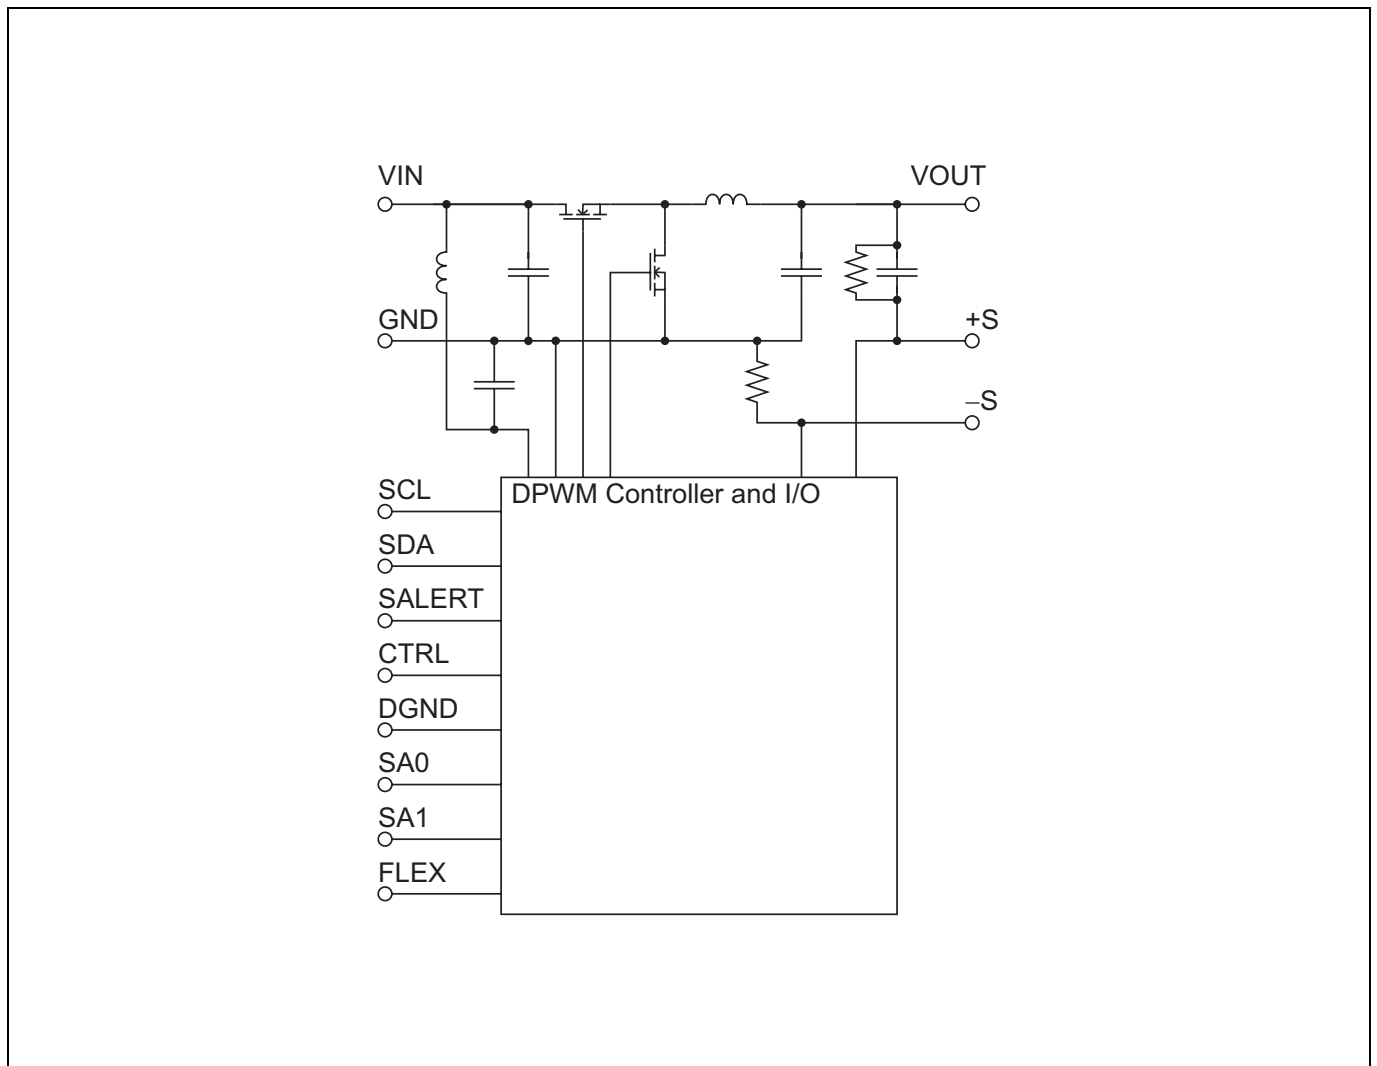 VIN
VOUT
GND
+S
–S
SCL
DPWM Controller and I/O
SDA
SALERT
CTRL
DGND
SA0
SA1
FLEX